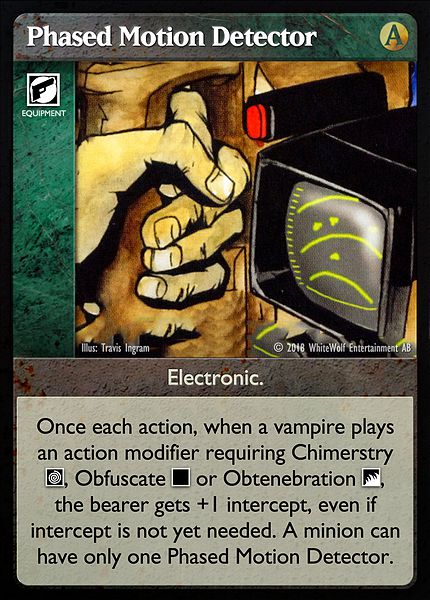 Phased Motion Detector
A
EQUIPMENT
Illus: Travis Ingram © 2018 WhiteWolf Entertainment AB
Electronic.
Once each action, when a vampire plays
an action modifier requiring Chimerstry
, Obfuscate or Obtenebration ,
the bearer gets +1 intercept, even if
intercept is not yet needed. A minion can
have only one Phased Motion Detector.